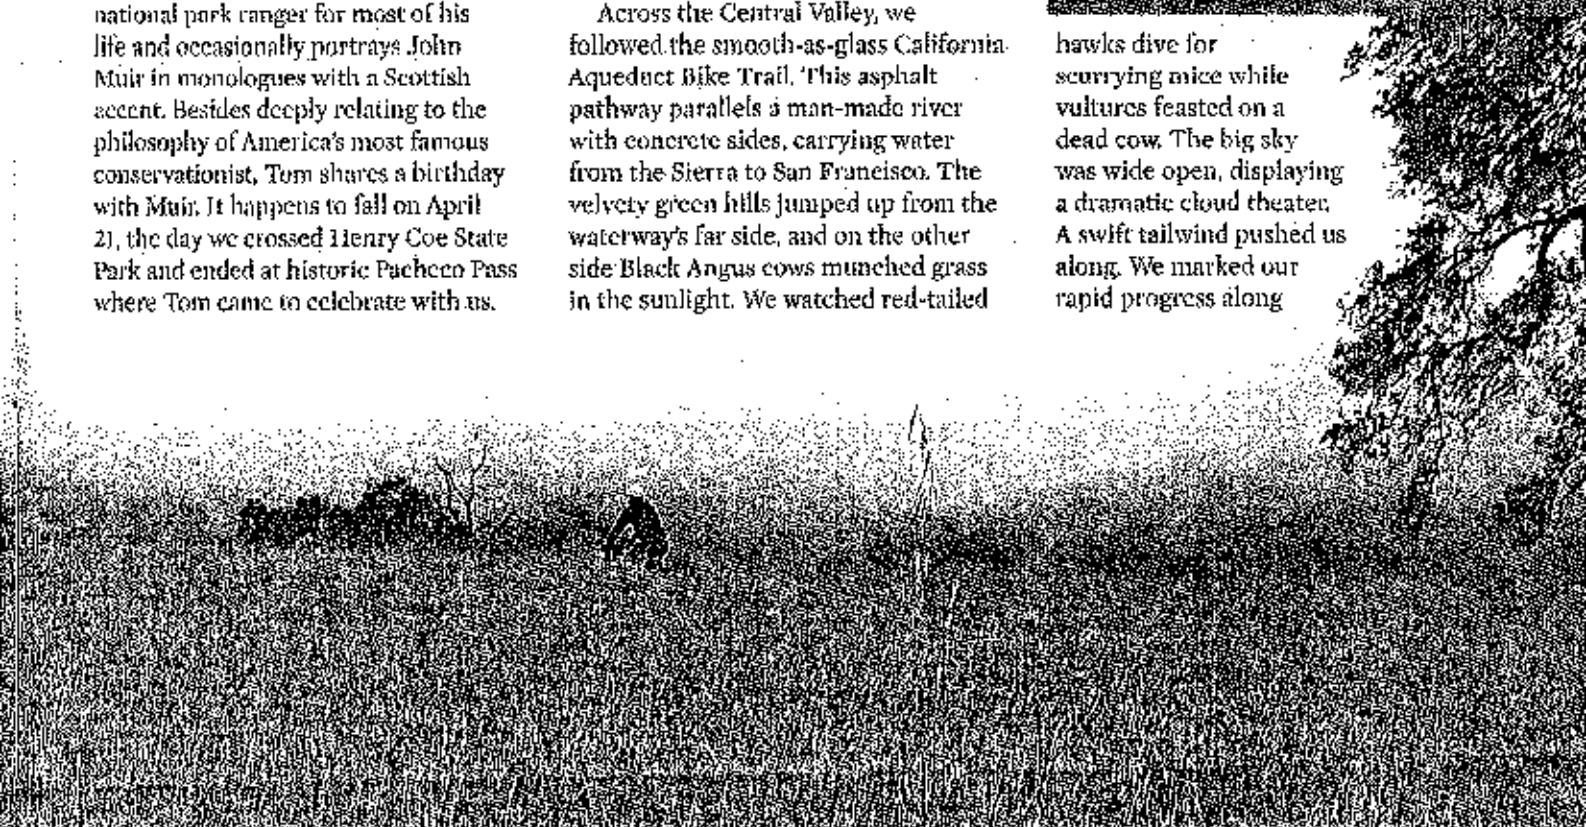 national park ranger for most of his
life and occasionally portrays John
Muir in monologues with a Scottish
accent. Besides deeply relating to the
philosophy of America's most famous
conservationist, Tom shares a birthday
with Muir. It happens to fall on April
21, the day we crossed Henry Coe State
Park and ended at historic Pacheco Pass
where Tom came to celebrate with us.
Across the Central Valley, we
followed the smooth-as-glass California
Aqueduct Bike Trail. This asphalt
pathway parallels a man-made river
with concrete sides, carrying water
from the Sierra to San Francisco. The
velvety green hills jumped up from the
waterway's far side, and on the other
side Black Angus cows munched grass
in the sunlight. We watched red-tailed
hawks dive for
scurrying mice while
vultures feasted on a
dead cow. The big sky
was wide open, displaying
a dramatic cloud theater.
A swift tailwind pushed us
along. We marked our
rapid progress along